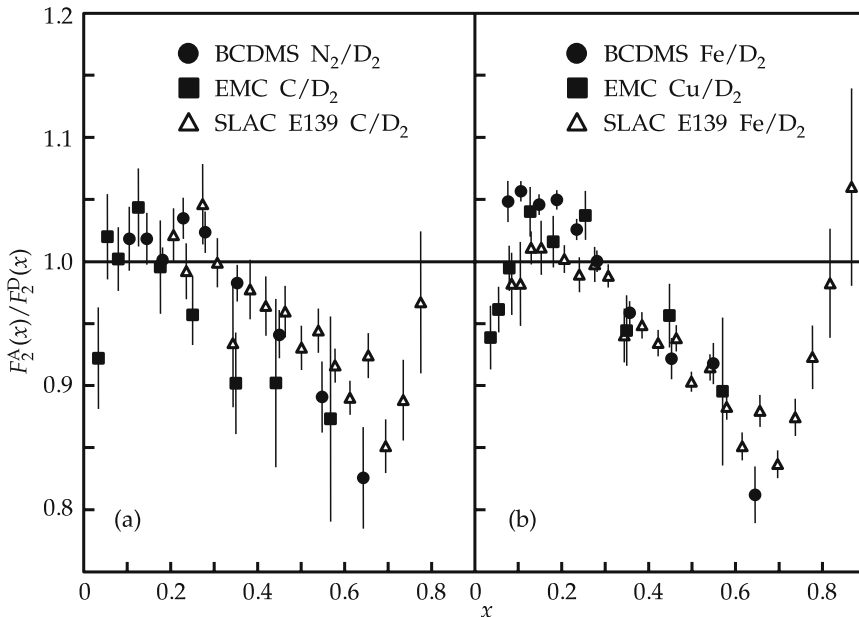 1.2
1.1
1.0
0.9
0.8
F₂ᴬ(x)/F₂ᴰ(x)
BCDMS N₂/D₂
EMC C/D₂
SLAC E139 C/D₂
(a)
0 0.2 0.4 0.6 0.8
BCDMS Fe/D₂
EMC Cu/D₂
SLAC E139 Fe/D₂
(b)
0 0.2 0.4 0.6 0.8
x